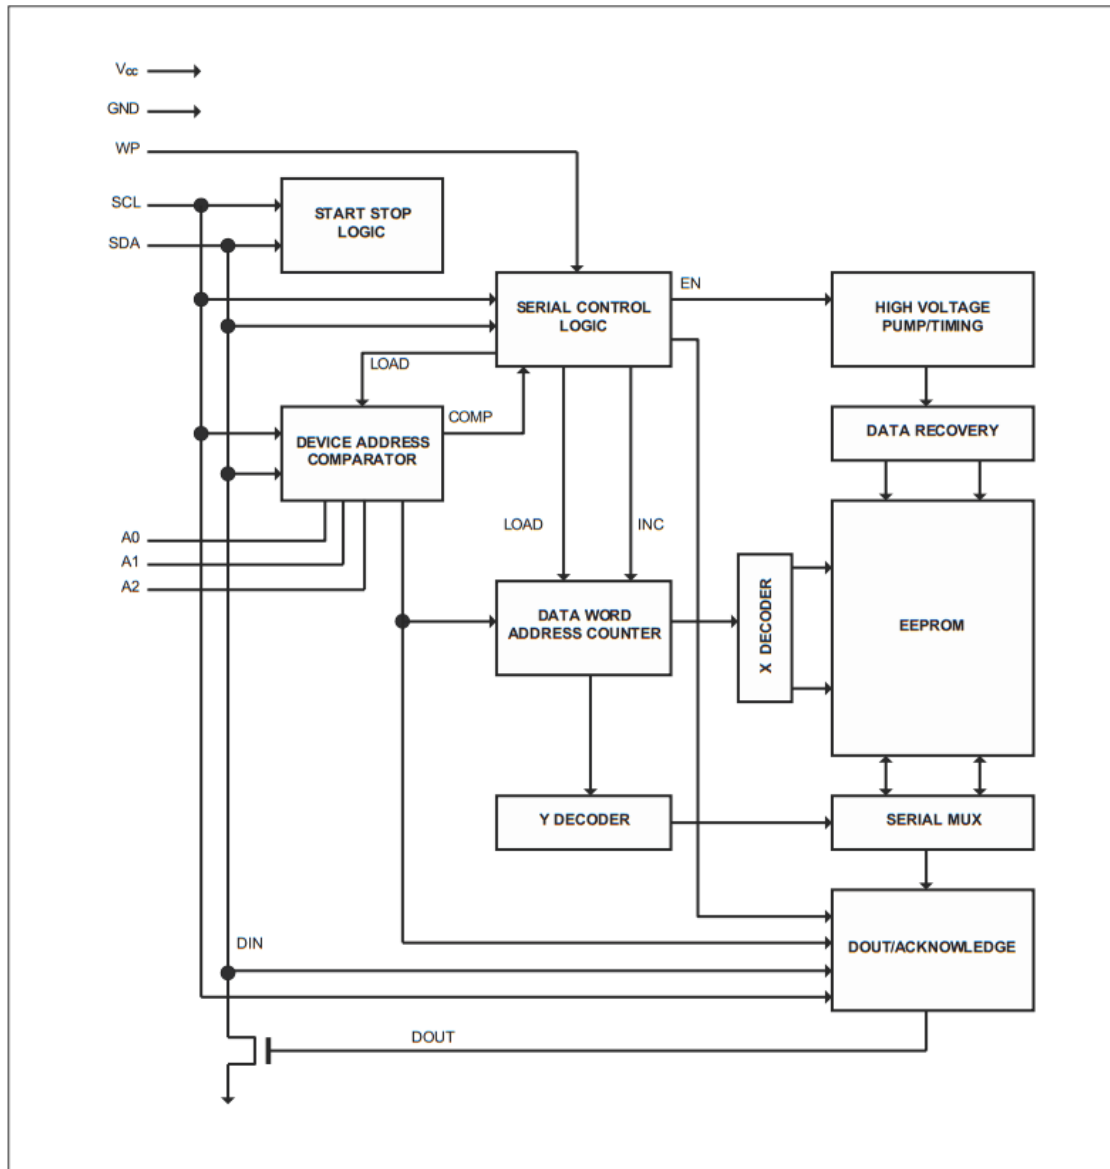 Vcc
GND
WP
SCL
SDA
START STOP
LOGIC
SERIAL CONTROL
LOGIC
EN
HIGH VOLTAGE
PUMP/TIMING
LOAD
COMP
DEVICE ADDRESS
COMPARATOR
DATA RECOVERY
A0
A1
A2
LOAD
INC
DATA WORD
ADDRESS COUNTER
X DECODER
EEPROM
Y DECODER
SERIAL MUX
DIN
DOUT/ACKNOWLEDGE
DOUT